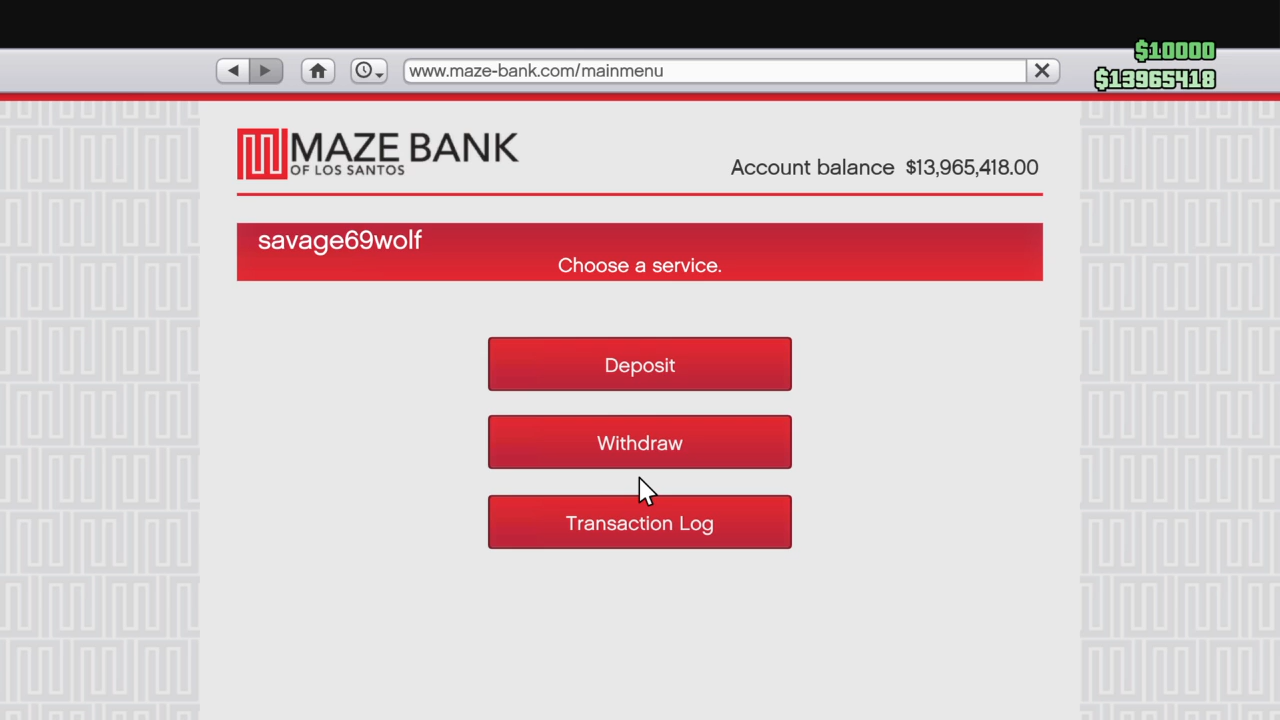 $10000
www.maze-bank.com/mainmenu
$13965418
MAZE BANK
OF LOS SANTOS
Account balance $13,965,418.00
savage69wolf
Choose a service.
Deposit
Withdraw
Transaction Log